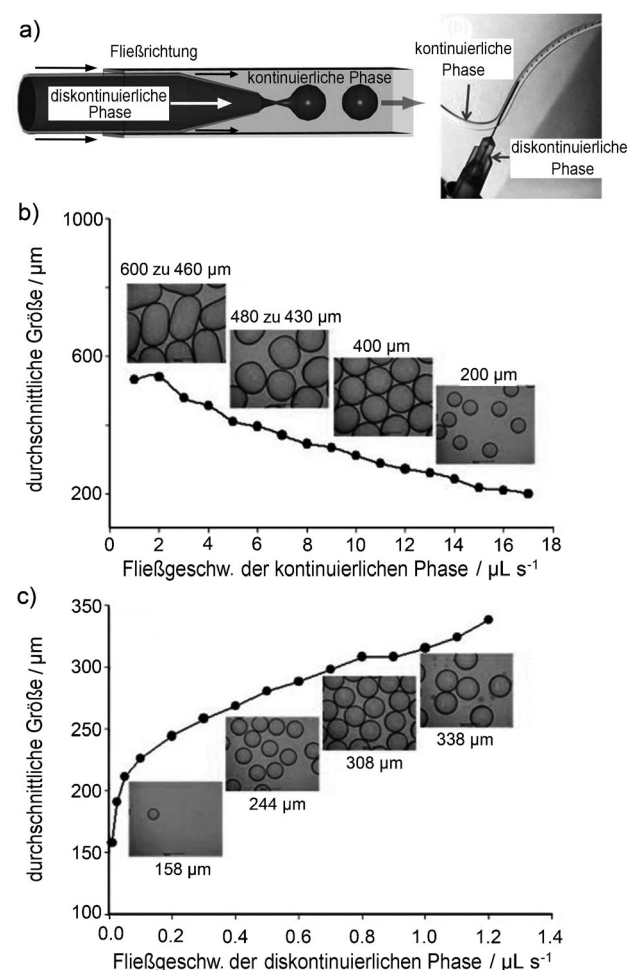 a)
Fließrichtung
kontinuierliche Phase
diskontinuierliche
Phase
kontinuierliche
Phase
diskontinuierliche
Phase
b)
1000
600
200
durchschnittliche Größe / µm
600 zu 460 µm
480 zu 430 µm
400 µm
200 µm
0 2 4 6 8 10 12 14 16 18
Fließgeschw. der kontinuierlichen Phase / µL s⁻¹
c)
350
300
250
200
150
100
durchschnittliche Größe / µm
338 µm
308 µm
244 µm
158 µm
0.0 0.2 0.4 0.6 0.8 1.0 1.2 1.4
Fließgeschw. der diskontinuierlichen Phase / µL s⁻¹